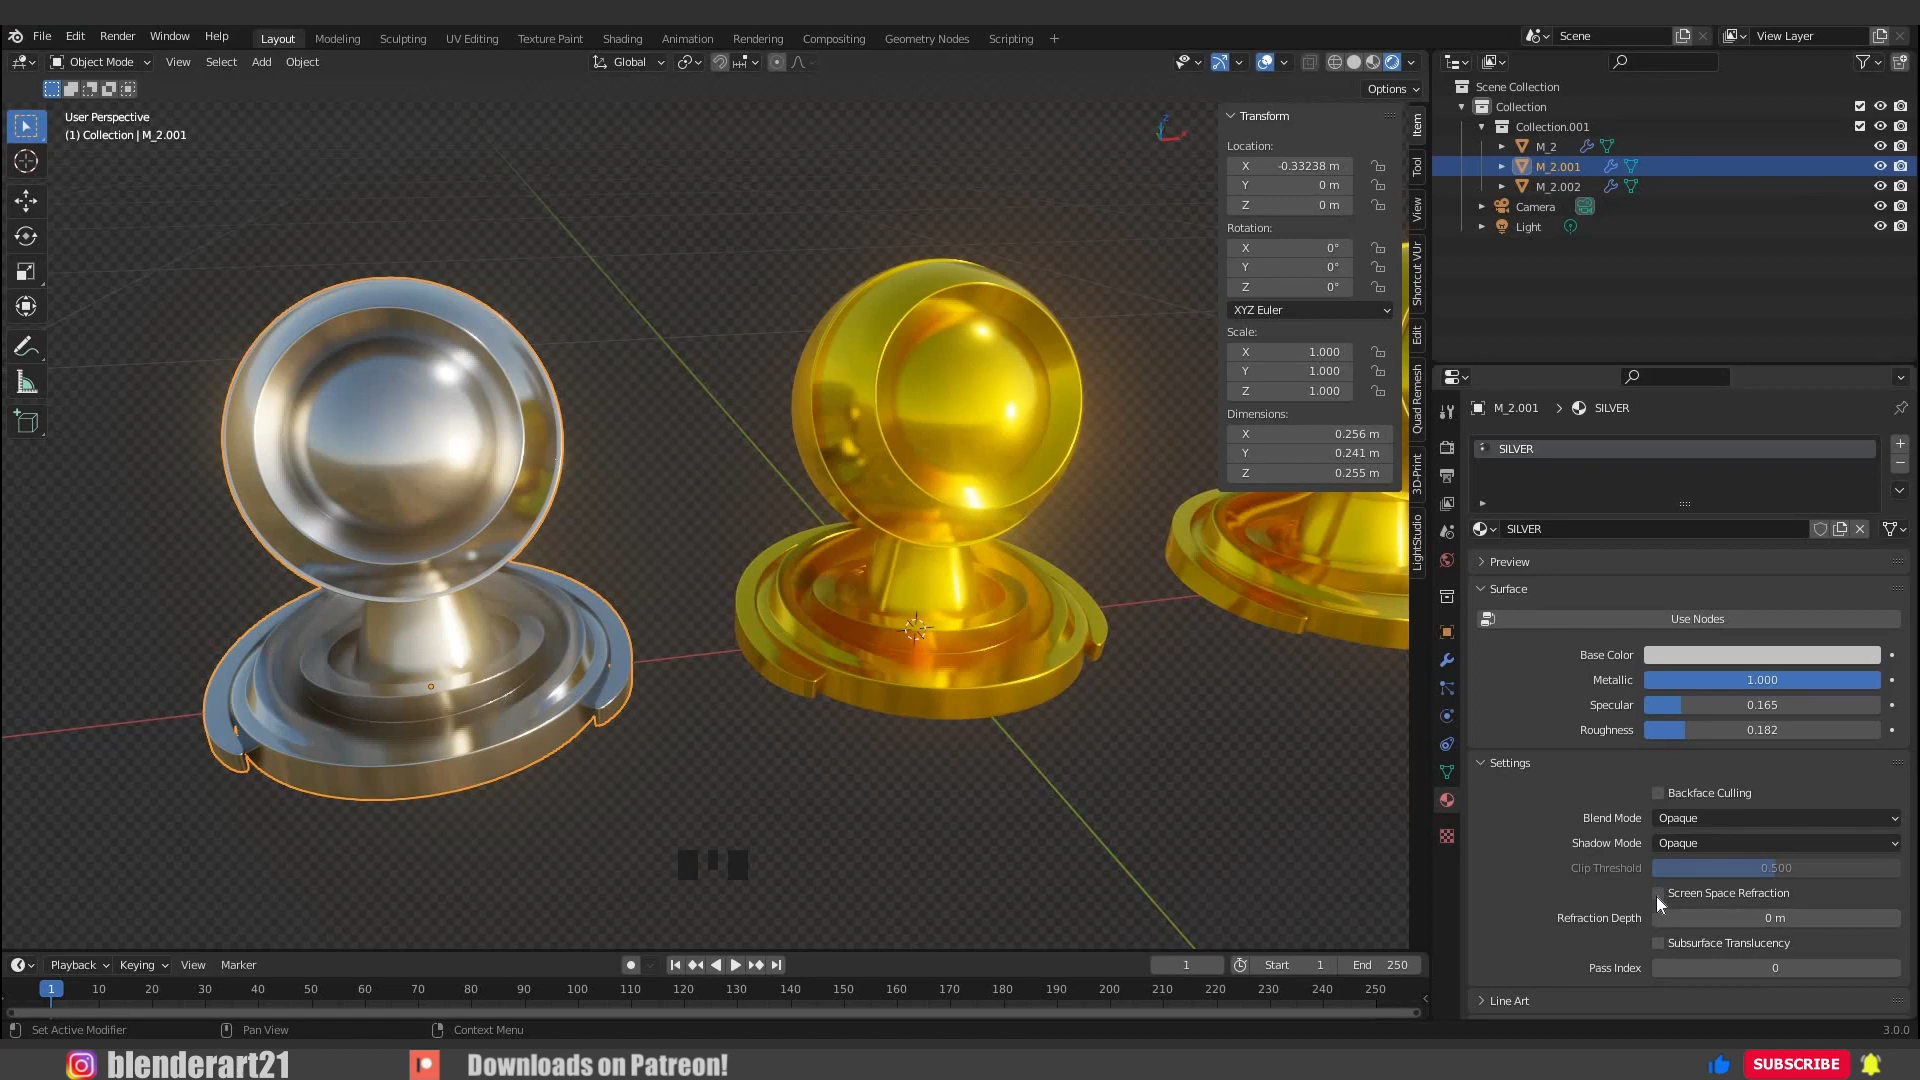 File Edit Render Window Help
Layout Modeling Sculpting UV Editing Texture Paint Shading Animation Rendering Compositing Geometry Nodes Scripting +
Scene
View Layer
Object Mode View Select Add Object
Global
Options
User Perspective
(1) Collection | M_2.001
Z
X
Transform
Location:
X -0.33238 m
Y 0 m
Z 0 m
Rotation:
X 0°
Y 0°
Z 0°
XYZ Euler
Scale:
X 1.000
Y 1.000
Z 1.000
Dimensions:
X 0.256 m
Y 0.241 m
Z 0.255 m
Item
Tool
View
Shortcut VUr
Edit
Quad Remesh
3D-Print
LightStudio
Scene Collection
Collection
Collection.001
M_2
M_2.001
M_2.002
Camera
Light
M_2.001 > SILVER
SILVER
SILVER
Preview
Surface
Use Nodes
Base Color
Metallic 1.000
Specular 0.165
Roughness 0.182
Settings
Backface Culling
Blend Mode Opaque
Shadow Mode Opaque
Clip Threshold 0.500
Screen Space Refraction
Refraction Depth 0 m
Subsurface Translucency
Pass Index 0
Line Art
Playback Keying View Marker
1 Start 1 End 250
1 10 20 30 40 50 60 70 80 90 100 110 120 130 140 150 160 170 180 190 200 210 220 230 240 250
Set Active Modifier Pan View Context Menu
3.0.0
blenderart21 Downloads on Patreon! SUBSCRIBE